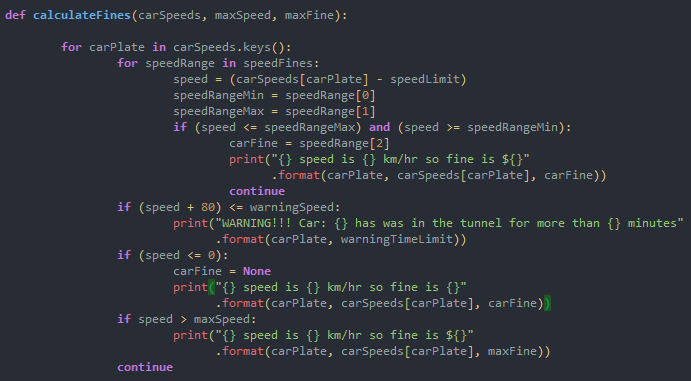 def calculateFines(carSpeeds, maxSpeed, maxFine):
for carPlate in carSpeeds.keys():
for speedRange in speedFines:
speed = (carSpeeds[carPlate] - speedLimit)
speedRangeMin = speedRange[0]
speedRangeMax = speedRange[1]
if (speed <= speedRangeMax) and (speed >= speedRangeMin):
carFine = speedRange[2]
print("{} speed is {} km/hr so fine is ${}"
.format(carPlate, carSpeeds[carPlate], carFine))
continue
if (speed + 80) <= warningSpeed:
print("WARNING!!! Car: {} has was in the tunnel for more than {} minutes"
.format(carPlate, warningTimeLimit))
if (speed <= 0):
carFine = None
print("{} speed is {} km/hr so fine is {}"
.format(carPlate, carSpeeds[carPlate], carFine))
if speed > maxSpeed:
print("{} speed is {} km/hr so fine is ${}"
.format(carPlate, carSpeeds[carPlate], maxFine))
continue